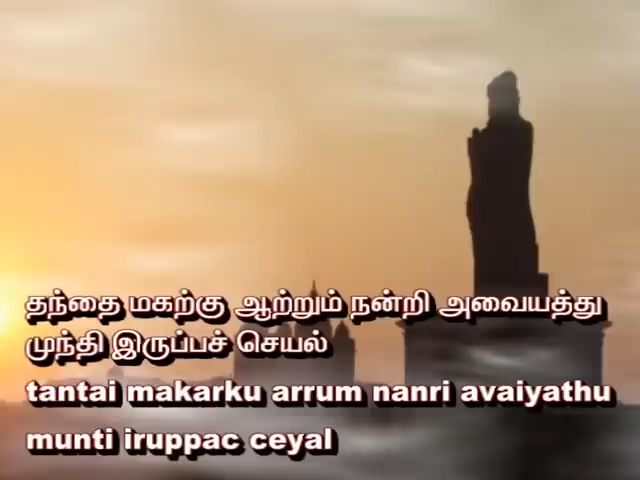 தந்தை மகற்கு ஆற்றும் நன்றி அவையத்து
முந்தி இருப்பச் செயல்
tantai makarku arrum nanri avaiyathu
munti iruppac ceyal